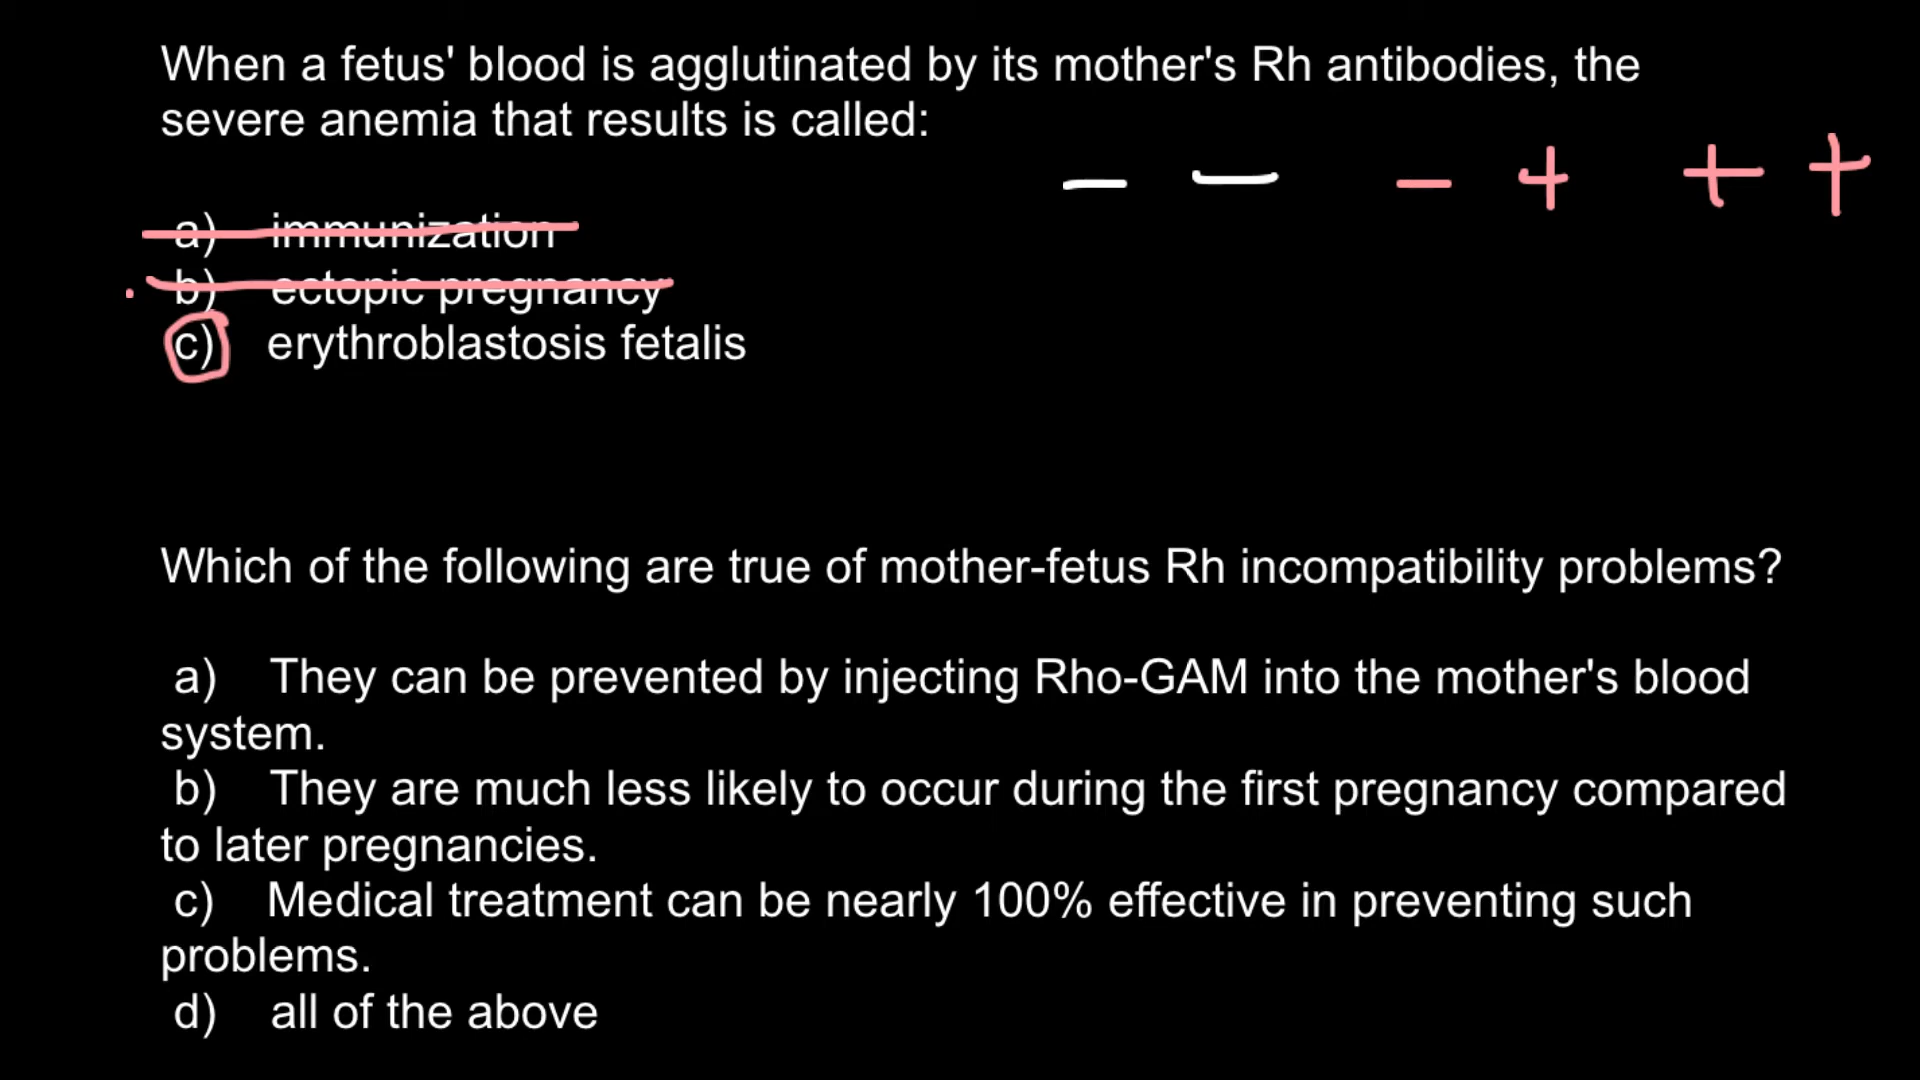 When a fetus' blood is agglutinated by its mother's Rh antibodies, the
severe anemia that results is called:
— — — + + +
a) immunization
b) ectopic pregnancy
c) erythroblastosis fetalis
Which of the following are true of mother-fetus Rh incompatibility problems?
a) They can be prevented by injecting Rho-GAM into the mother's blood
system.
b) They are much less likely to occur during the first pregnancy compared
to later pregnancies.
c) Medical treatment can be nearly 100% effective in preventing such
problems.
d) all of the above